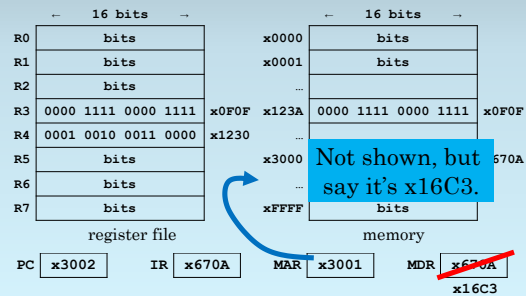 ← 16 bits → ← 16 bits →
R0 bits x0000 bits
R1 bits x0001 bits
R2 bits …
R3 0000 1111 0000 1111 x0F0F x123A 0000 1111 0000 1111 x0F0F
R4 0001 0010 0011 0000 x1230 …
R5 bits x3000 Not shown, but 670A
R6 bits … say it's x16C3.
R7 bits xFFFF bits
register file memory
PC x3002 IR x670A MAR x3001 MDR x670A
x16C3